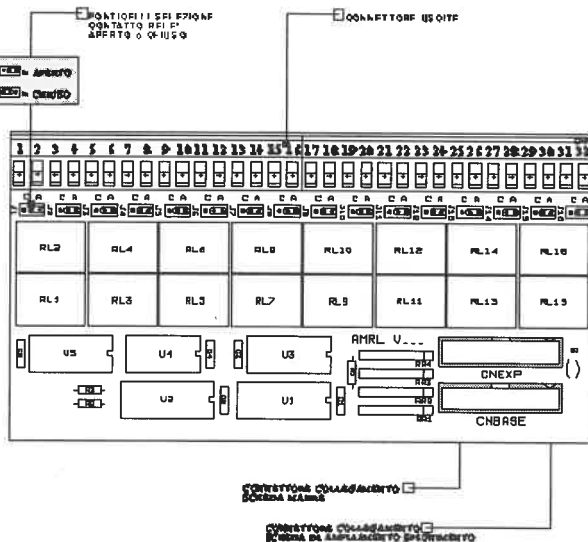 PONTICELLI SELEZIONE
CONTATTO RELE'
APERTO o CHIUSO
CONNETTORE USCITE
= APERTO
= CHIUSO
1 2 3 4 5 6 7 8 9 10 11 12 13 14 15 16 17 18 19 20 21 22 23 24 25 26 27 28 29 30 31 32
C A C A C A C A C A C A C A C A C A C A C A C A C A C A C A C A
RL2 RL4 RL6 RL8 RL10 RL12 RL14 RL16
RL1 RL3 RL5 RL7 RL9 RL11 RL13 RL15
AMRL V___
U5 U4 U3
CNEXP
U2 U1
CNBASE
CONNETTORE COLLEGAMENTO
SCHEDA MADRE
CONNETTORE COLLEGAMENTO
SCHEDA DI AMPLIAMENTO